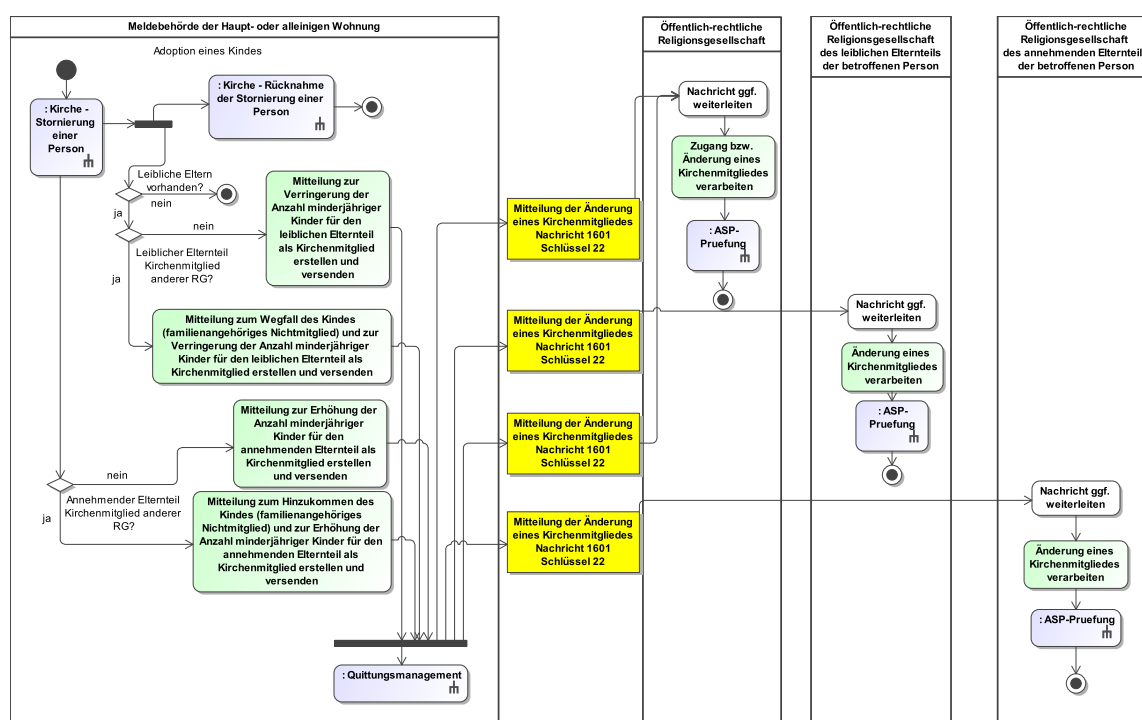 Meldebehörde der Haupt- oder alleinigen Wohnung
Adoption eines Kindes
: Kirche -
Stornierung
einer
Person
: Kirche - Rücknahme
der Stornierung einer
Person
Leibliche Eltern
vorhanden?
nein
ja
nein
Leiblicher Elternteil
Kirchenmitglied
anderer RG?
ja
Mitteilung zur
Verringerung der
Anzahl minderjähriger
Kinder für den
leiblichen Elternteil
als Kirchenmitglied
erstellen und
versenden
Mitteilung zum Wegfall des Kindes
(familienangehöriges Nichtmitglied) und zur
Verringerung der Anzahl minderjähriger
Kinder für den leiblichen Elternteil als
Kirchenmitglied erstellen und versenden
Mitteilung zur Erhöhung der
Anzahl minderjähriger
Kinder für den
annehmenden Elternteil als
Kirchenmitglied erstellen
und versenden
nein
Annehmender Elternteil
Kirchenmitglied anderer
RG?
ja
Mitteilung zum Hinzukommen des
Kindes (familienangehöriges
Nichtmitglied) und zur Erhöhung der
Anzahl minderjähriger Kinder für den
annehmenden Elternteil als
Kirchenmitglied erstellen und
versenden
: Quittungsmanagement
Mitteilung der Änderung
eines Kirchenmitgliedes
Nachricht 1601
Schlüssel 22
Mitteilung der Änderung
eines Kirchenmitgliedes
Nachricht 1601
Schlüssel 22
Mitteilung der Änderung
eines Kirchenmitgliedes
Nachricht 1601
Schlüssel 22
Mitteilung der Änderung
eines Kirchenmitgliedes
Nachricht 1601
Schlüssel 22
Öffentlich-rechtliche
Religionsgesellschaft
Nachricht ggf.
weiterleiten
Zugang bzw.
Änderung eines
Kirchenmitgliedes
verarbeiten
: ASP-
Pruefung
Öffentlich-rechtliche
Religionsgesellschaft
des leiblichen Elternteils
der betroffenen Person
Nachricht ggf.
weiterleiten
Änderung eines
Kirchenmitgliedes
verarbeiten
: ASP-
Pruefung
Öffentlich-rechtliche
Religionsgesellschaft
des annehmenden Elternteil
der betroffenen Person
Nachricht ggf.
weiterleiten
Änderung eines
Kirchenmitgliedes
verarbeiten
: ASP-Pruefung